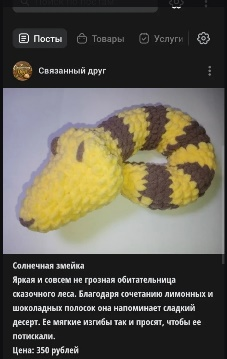 Посты Товары Услуги
Связанный друг
Солнечная змейка
Яркая и совсем не грозная обитательница
сказочного леса. Благодаря сочетанию лимонных и
шоколадных полосок она напоминает сладкий
десерт. Ее мягкие изгибы так и просят, чтобы ее
потискали.
Цена: 350 рублей